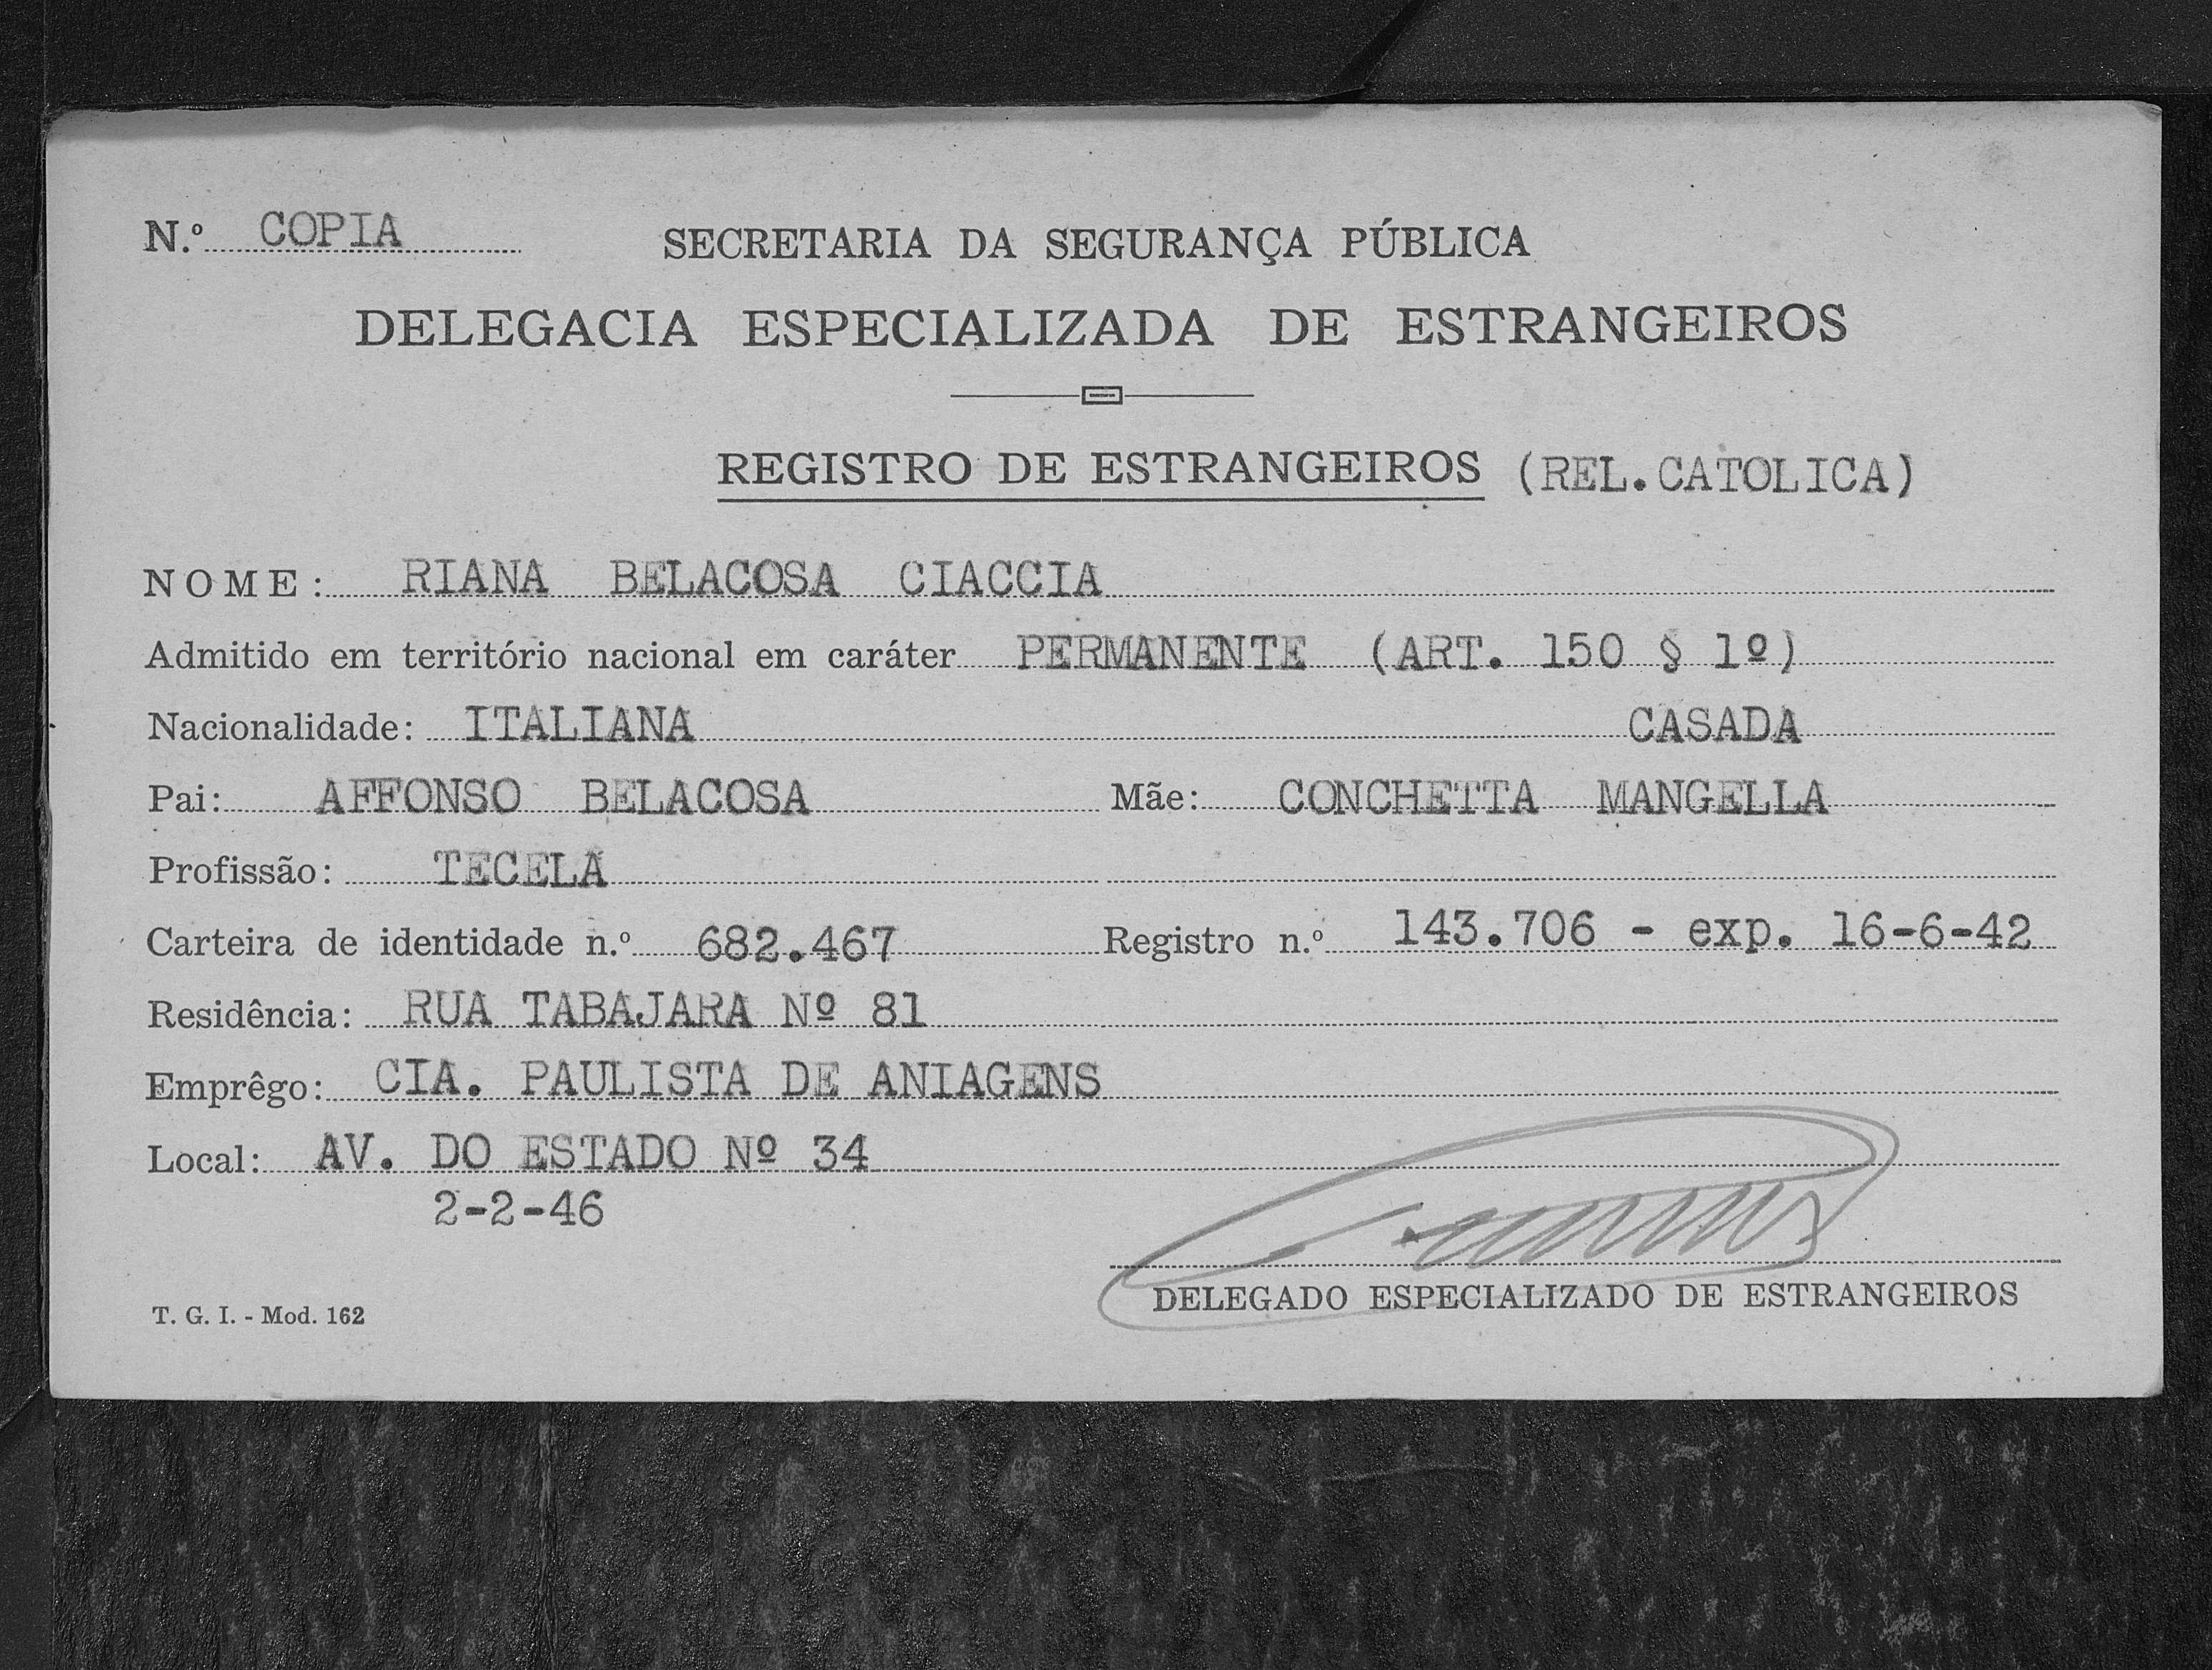 N.º COPIA SECRETARIA DA SEGURANÇA PÚBLICA
DELEGACIA ESPECIALIZADA DE ESTRANGEIROS
REGISTRO DE ESTRANGEIROS (REL.CATOLICA)
NOME: RIANA BELACOSA CIACCIA
Admitido em território nacional em caráter PERMANENTE (ART. 150 § 1º)
Nacionalidade: ITALIANA CASADA
Pai: AFFONSO BELACOSA Mãe: CONCHETTA MANGELLA
Profissão: TECELÃ
Carteira de identidade n.º 682.467 Registro n.º 143.706 - exp. 16-6-42
Residência: RUA TABAJARA Nº 81
Emprêgo: CIA. PAULISTA DE ANIAGENS
Local: AV. DO ESTADO Nº 34
2-2-46
DELEGADO ESPECIALIZADO DE ESTRANGEIROS
T. G. I. - Mod. 162